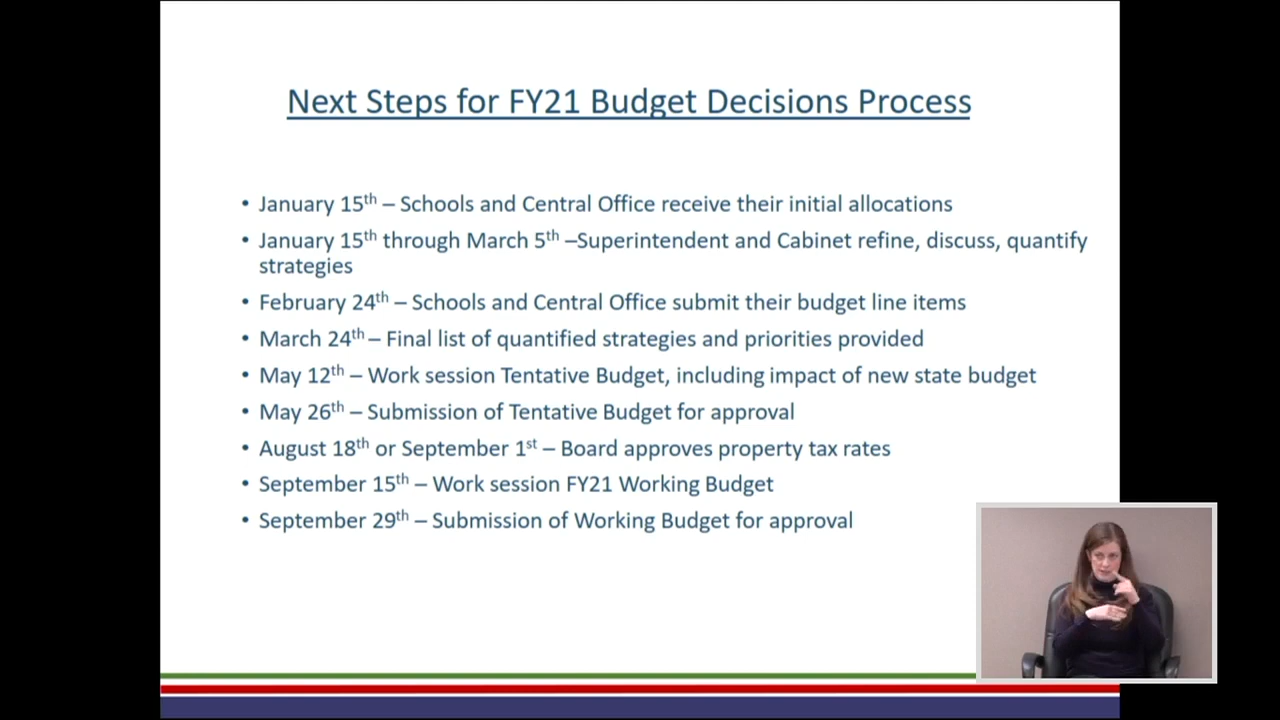 Next Steps for FY21 Budget Decisions Process
• January 15th – Schools and Central Office receive their initial allocations
• January 15th through March 5th –Superintendent and Cabinet refine, discuss, quantify
strategies
• February 24th – Schools and Central Office submit their budget line items
• March 24th – Final list of quantified strategies and priorities provided
• May 12th – Work session Tentative Budget, including impact of new state budget
• May 26th – Submission of Tentative Budget for approval
• August 18th or September 1st – Board approves property tax rates
• September 15th – Work session FY21 Working Budget
• September 29th – Submission of Working Budget for approval